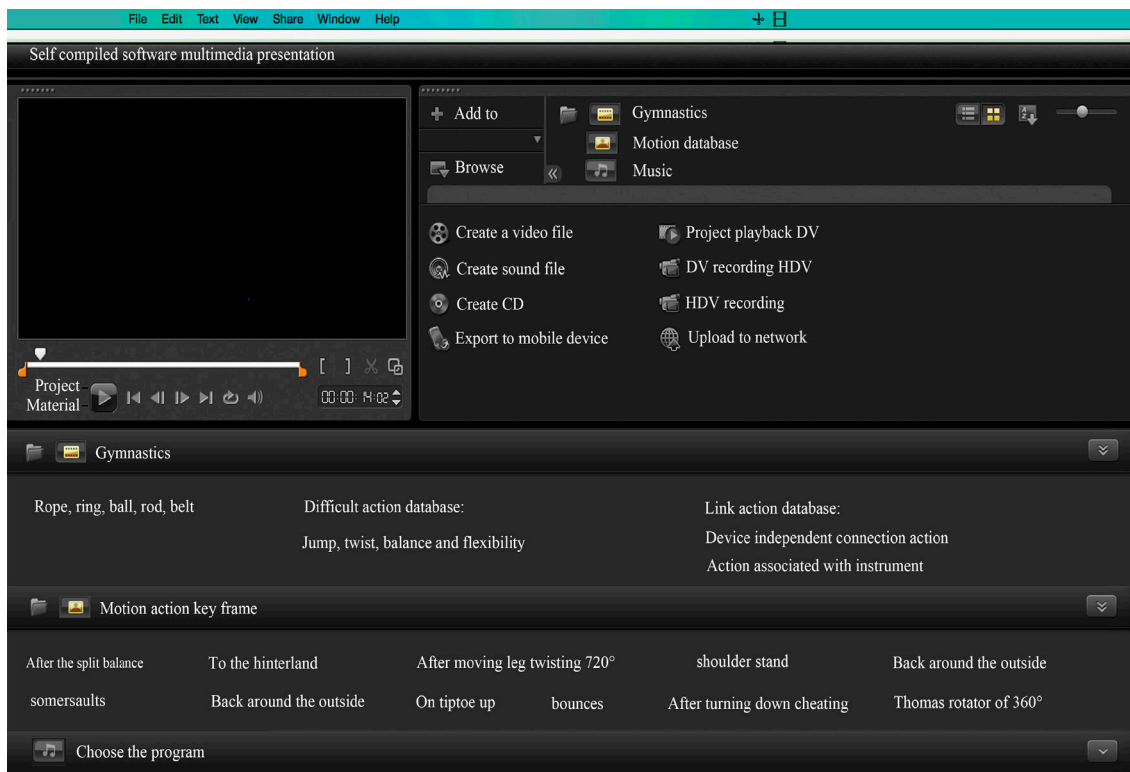 File Edit Text View Share Window Help
Self compiled software multimedia presentation
Add to
Browse
Gymnastics
Motion database
Music
Create a video file
Create sound file
Create CD
Export to mobile device
Project playback DV
DV recording HDV
HDV recording
Upload to network
[ ]
Project
Material
00:00:14:02
Gymnastics
Rope, ring, ball, rod, belt
Difficult action database:
Jump, twist, balance and flexibility
Link action database:
Device independent connection action
Action associated with instrument
Motion action key frame
After the split balance To the hinterland After moving leg twisting 720° shoulder stand Back around the outside
somersaults Back around the outside On tiptoe up bounces After turning down cheating Thomas rotator of 360°
Choose the program